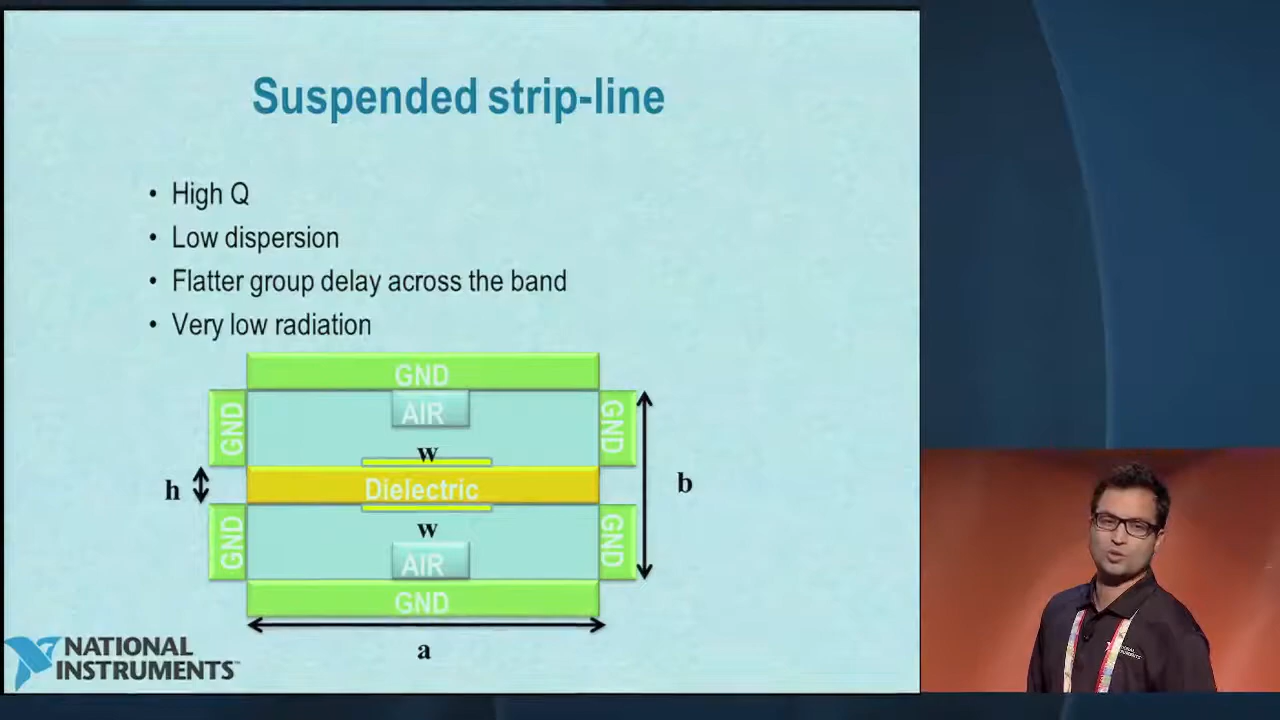 Suspended strip-line
• High Q
• Low dispersion
• Flatter group delay across the band
• Very low radiation
GND
GND
AIR
GND
w
h
Dielectric
b
GND
w
GND
AIR
GND
a
NATIONAL
INSTRUMENTS™